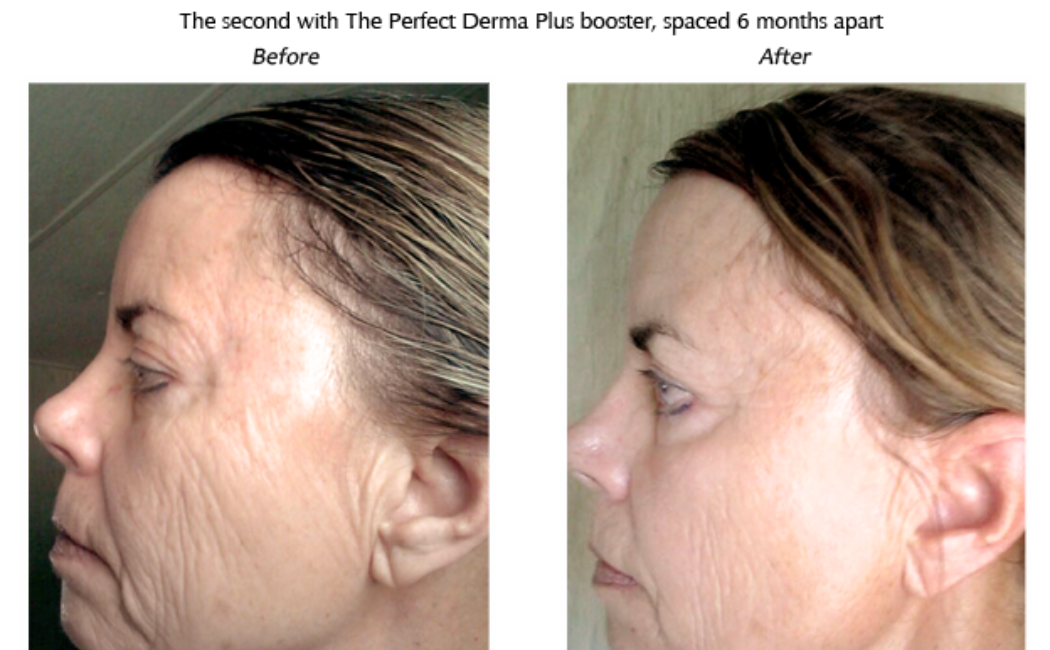 The second with The Perfect Derma Plus booster, spaced 6 months apart
Before
After